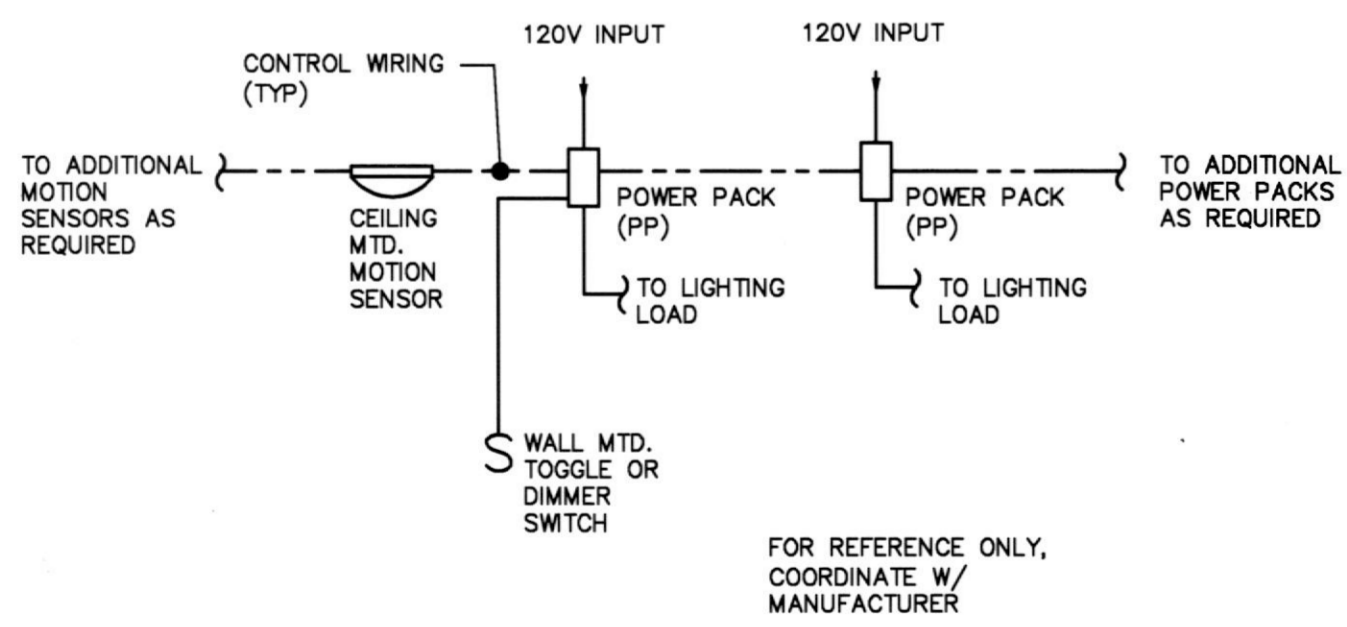 120V INPUT
120V INPUT
CONTROL WIRING
(TYP)
TO ADDITIONAL
MOTION
SENSORS AS
REQUIRED
CEILING
MTD.
MOTION
SENSOR
POWER PACK
(PP)
POWER PACK
(PP)
TO ADDITIONAL
POWER PACKS
AS REQUIRED
TO LIGHTING
LOAD
TO LIGHTING
LOAD
S
WALL MTD.
TOGGLE OR
DIMMER
SWITCH
FOR REFERENCE ONLY,
COORDINATE W/
MANUFACTURER